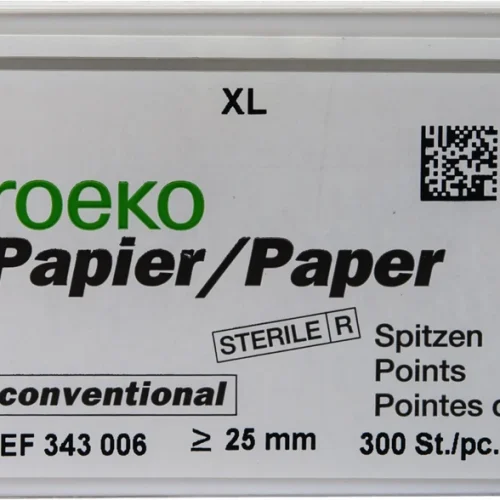 XL
roeko
Papier/Paper
STERILE R
Spitzen
Points
Pointes d
conventional
EF 343 006 ≥ 25 mm 300 St./pc.